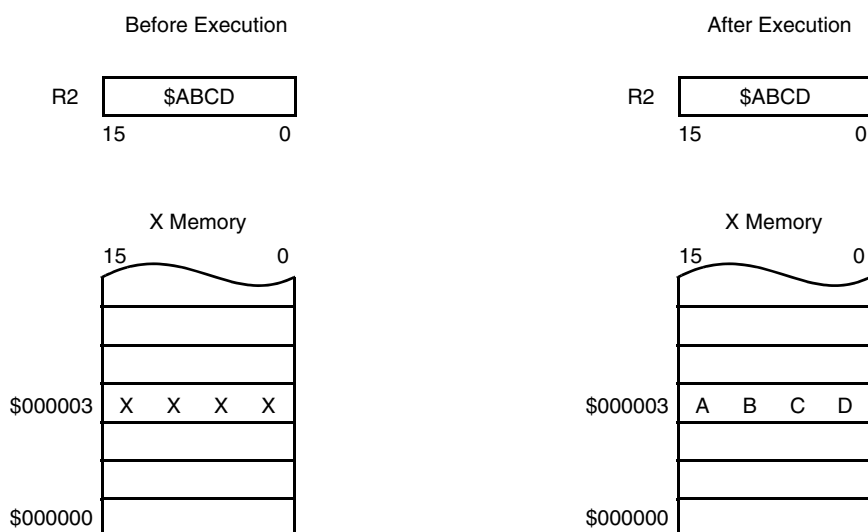 Before Execution
After Execution
R2 $ABCD
R2 $ABCD
15 0
15 0
X Memory
X Memory
15 0
15 0
$000003 X X X X
$000003 A B C D
$000000
$000000